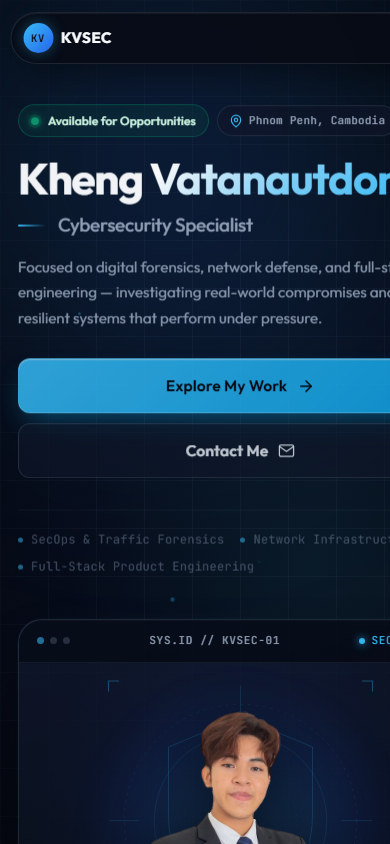 KV KVSEC
Available for Opportunities Phnom Penh, Cambodia
Kheng Vatanautdor
Cybersecurity Specialist
Focused on digital forensics, network defense, and full-st
engineering — investigating real-world compromises and
resilient systems that perform under pressure.
Explore My Work →
Contact Me
• SecOps & Traffic Forensics • Network Infrastruct
• Full-Stack Product Engineering
SYS.ID // KVSEC-01 SEC